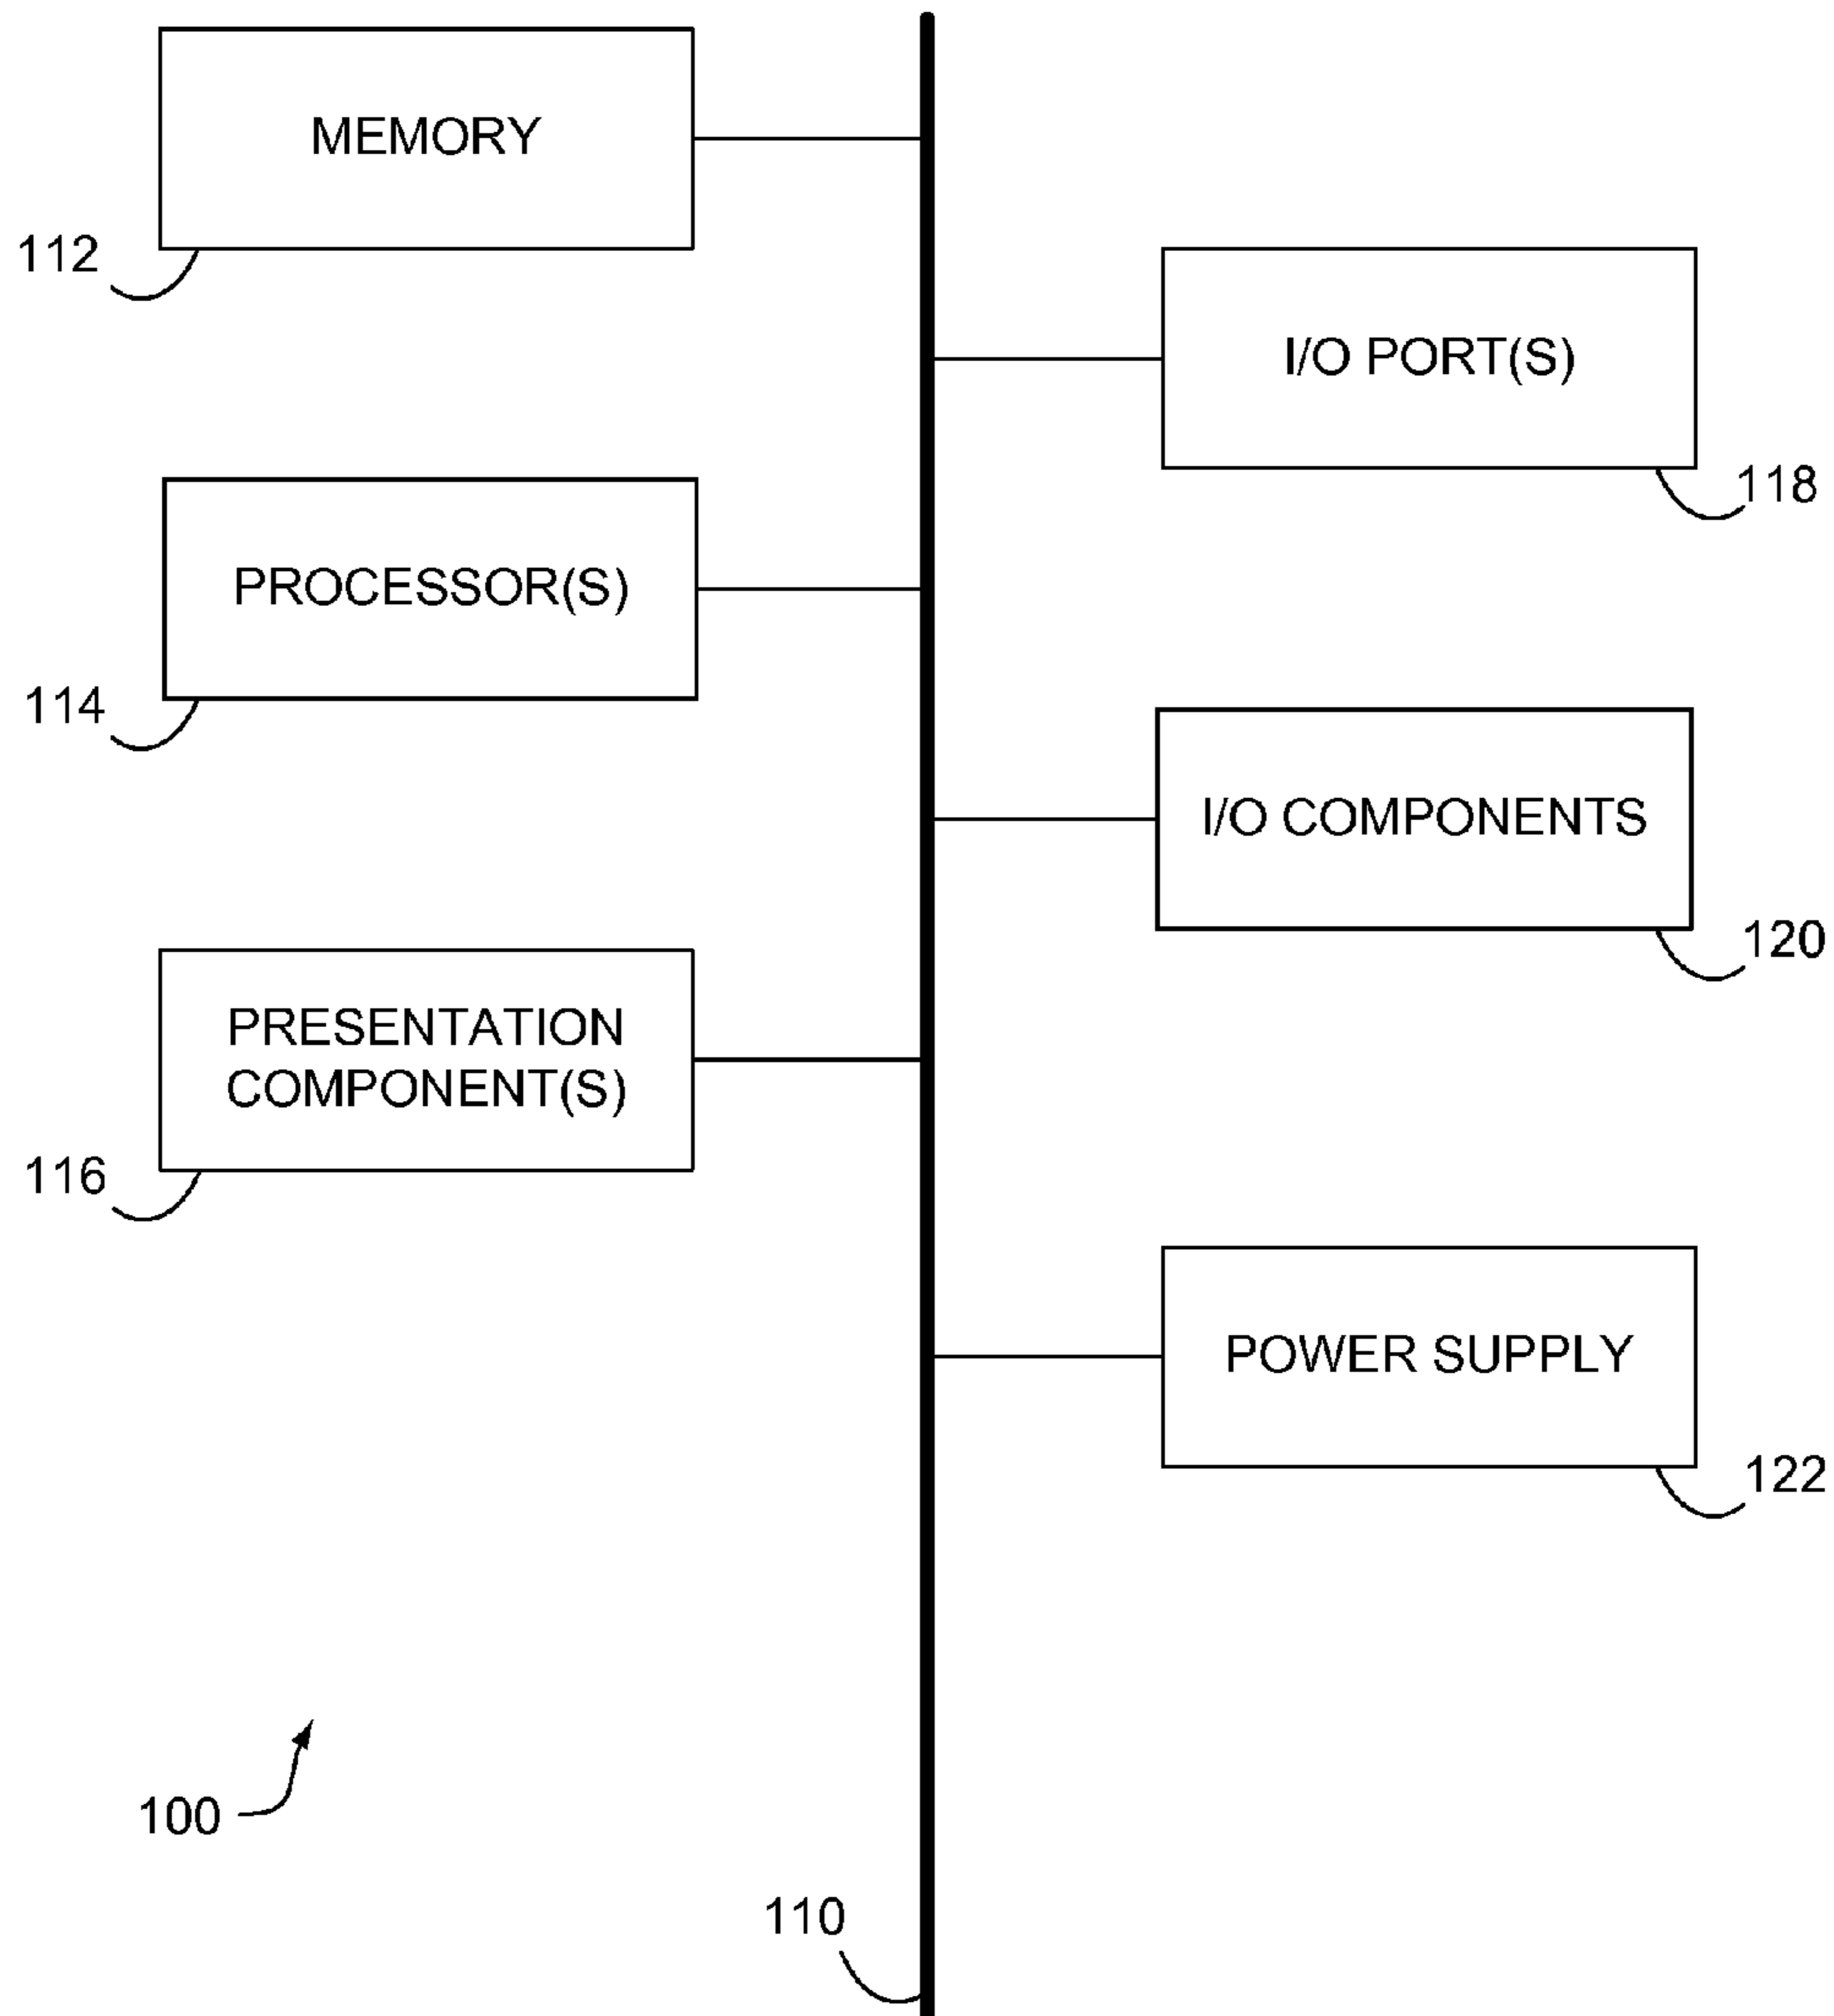 MEMORY
112
I/O PORT(S)
118
PROCESSOR(S)
114
I/O COMPONENTS
120
PRESENTATION
COMPONENT(S)
116
POWER SUPPLY
122
100
110